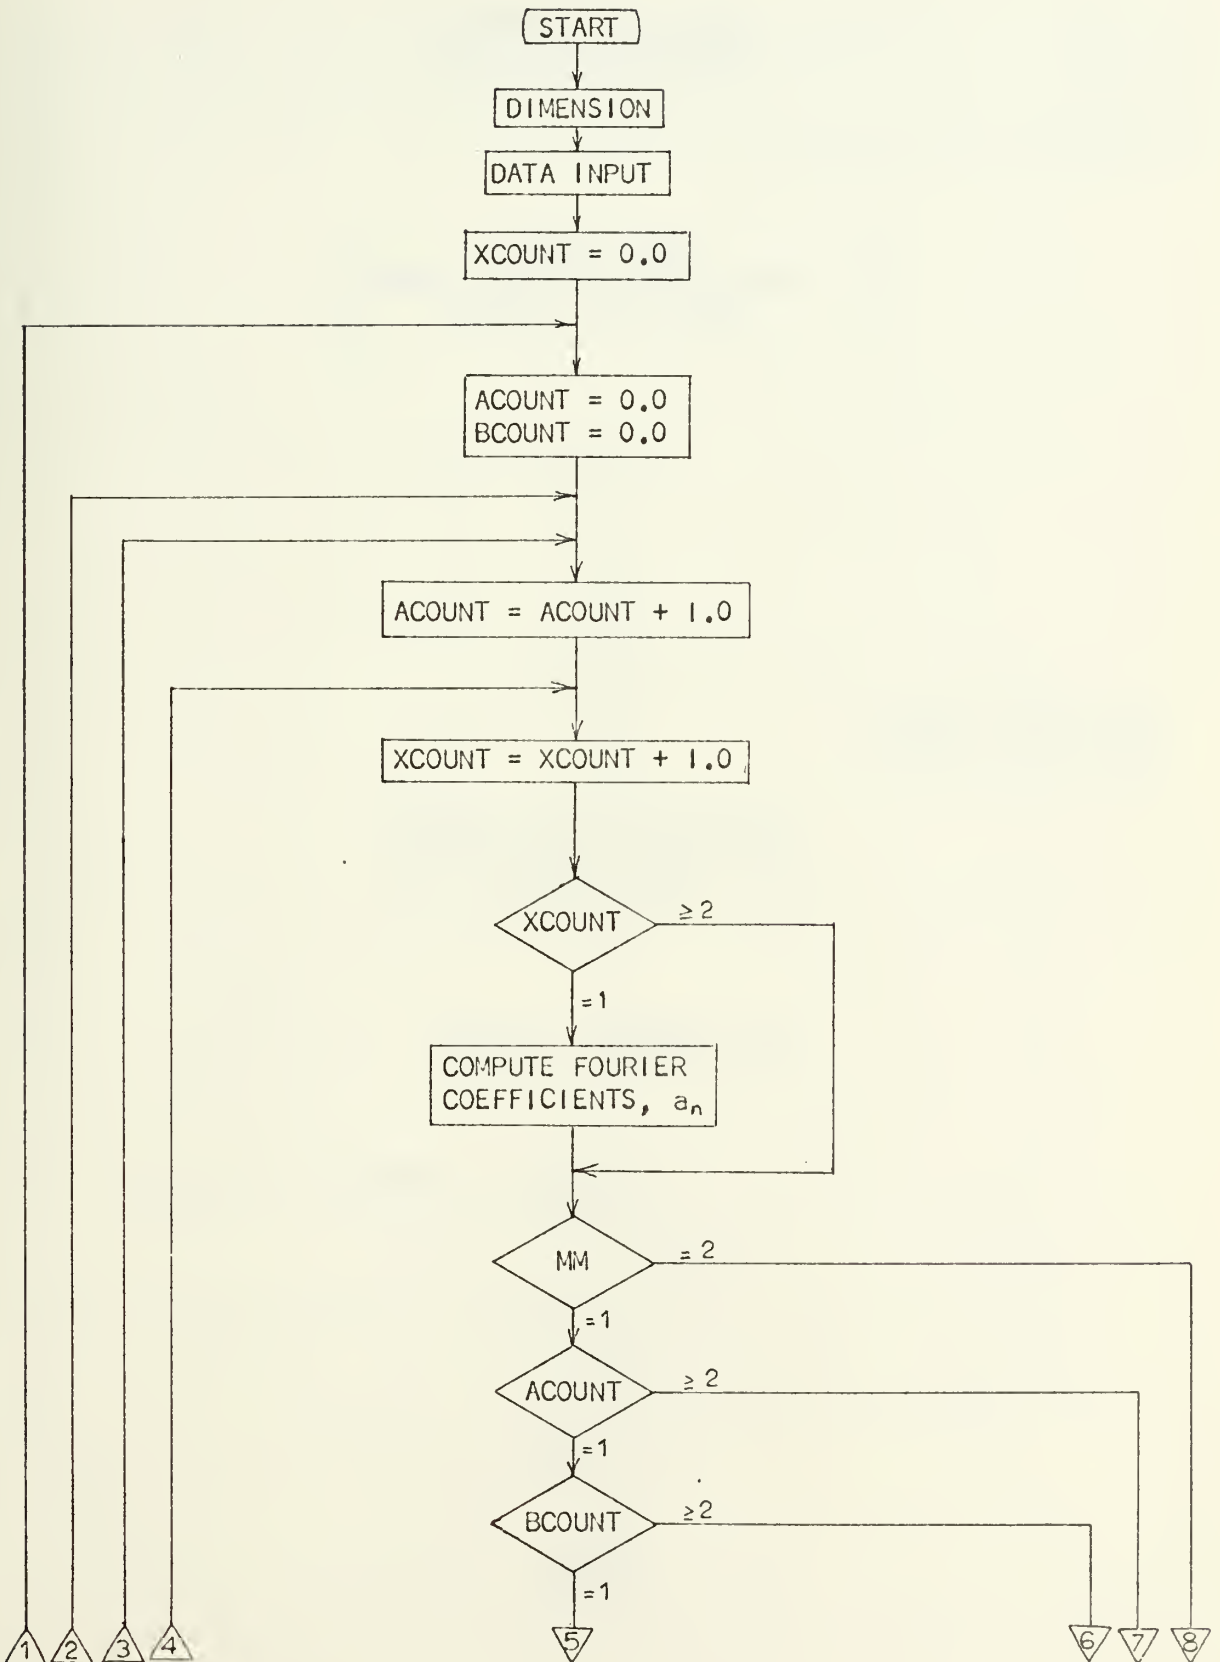 START
DIMENSION
DATA INPUT
XCOUNT = 0.0
ACOUNT = 0.0
BCOUNT = 0.0
ACOUNT = ACOUNT + 1.0
XCOUNT = XCOUNT + 1.0
XCOUNT
≥2
=1
COMPUTE FOURIER
COEFFICIENTS, aₙ
MM
=2
=1
ACOUNT
≥2
=1
BCOUNT
≥2
=1
1
2
3
4
5
6
7
8